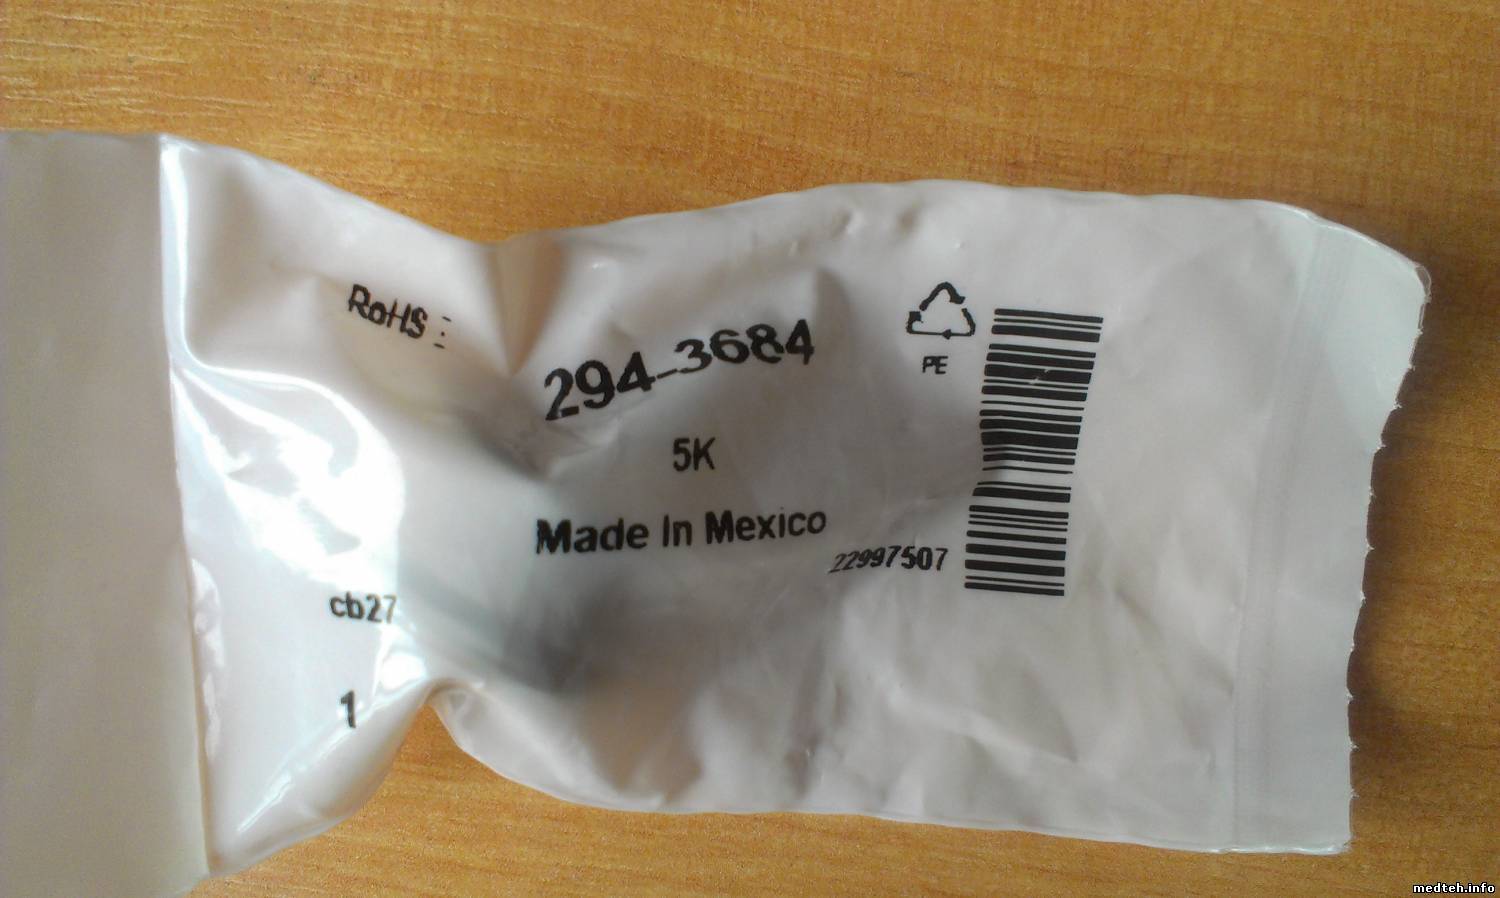 RoHS :
294-3684
PE
5K
Made In Mexico
22997507
cb27
1
medteh.info